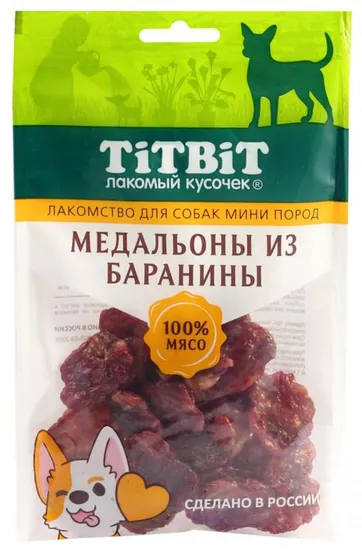 TiTBiT
лакомый кусочек®
ЛАКОМСТВО ДЛЯ СОБАК МИНИ ПОРОД
МЕДАЛЬОНЫ ИЗ
БАРАНИНЫ
100%
МЯСО
СДЕЛАНО В РОССИИ